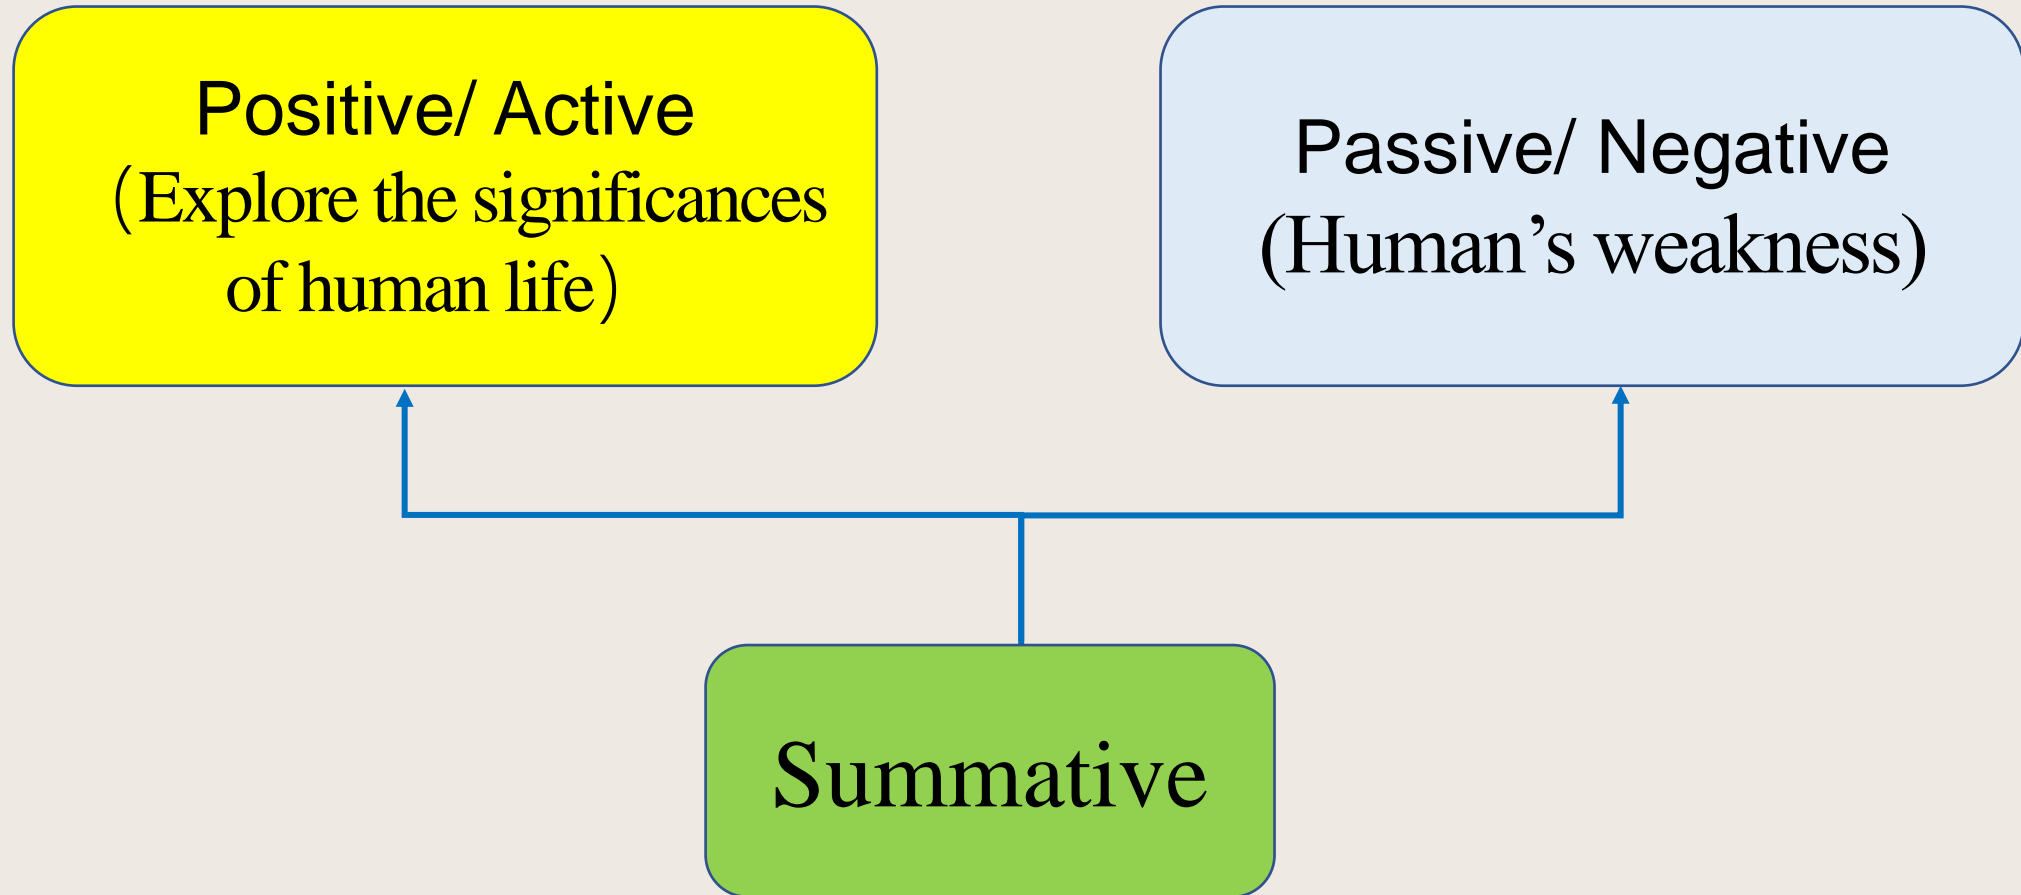 Positive/ Active
（Explore the significances
of human life）
Passive/ Negative
(Human’s weakness)
Summative